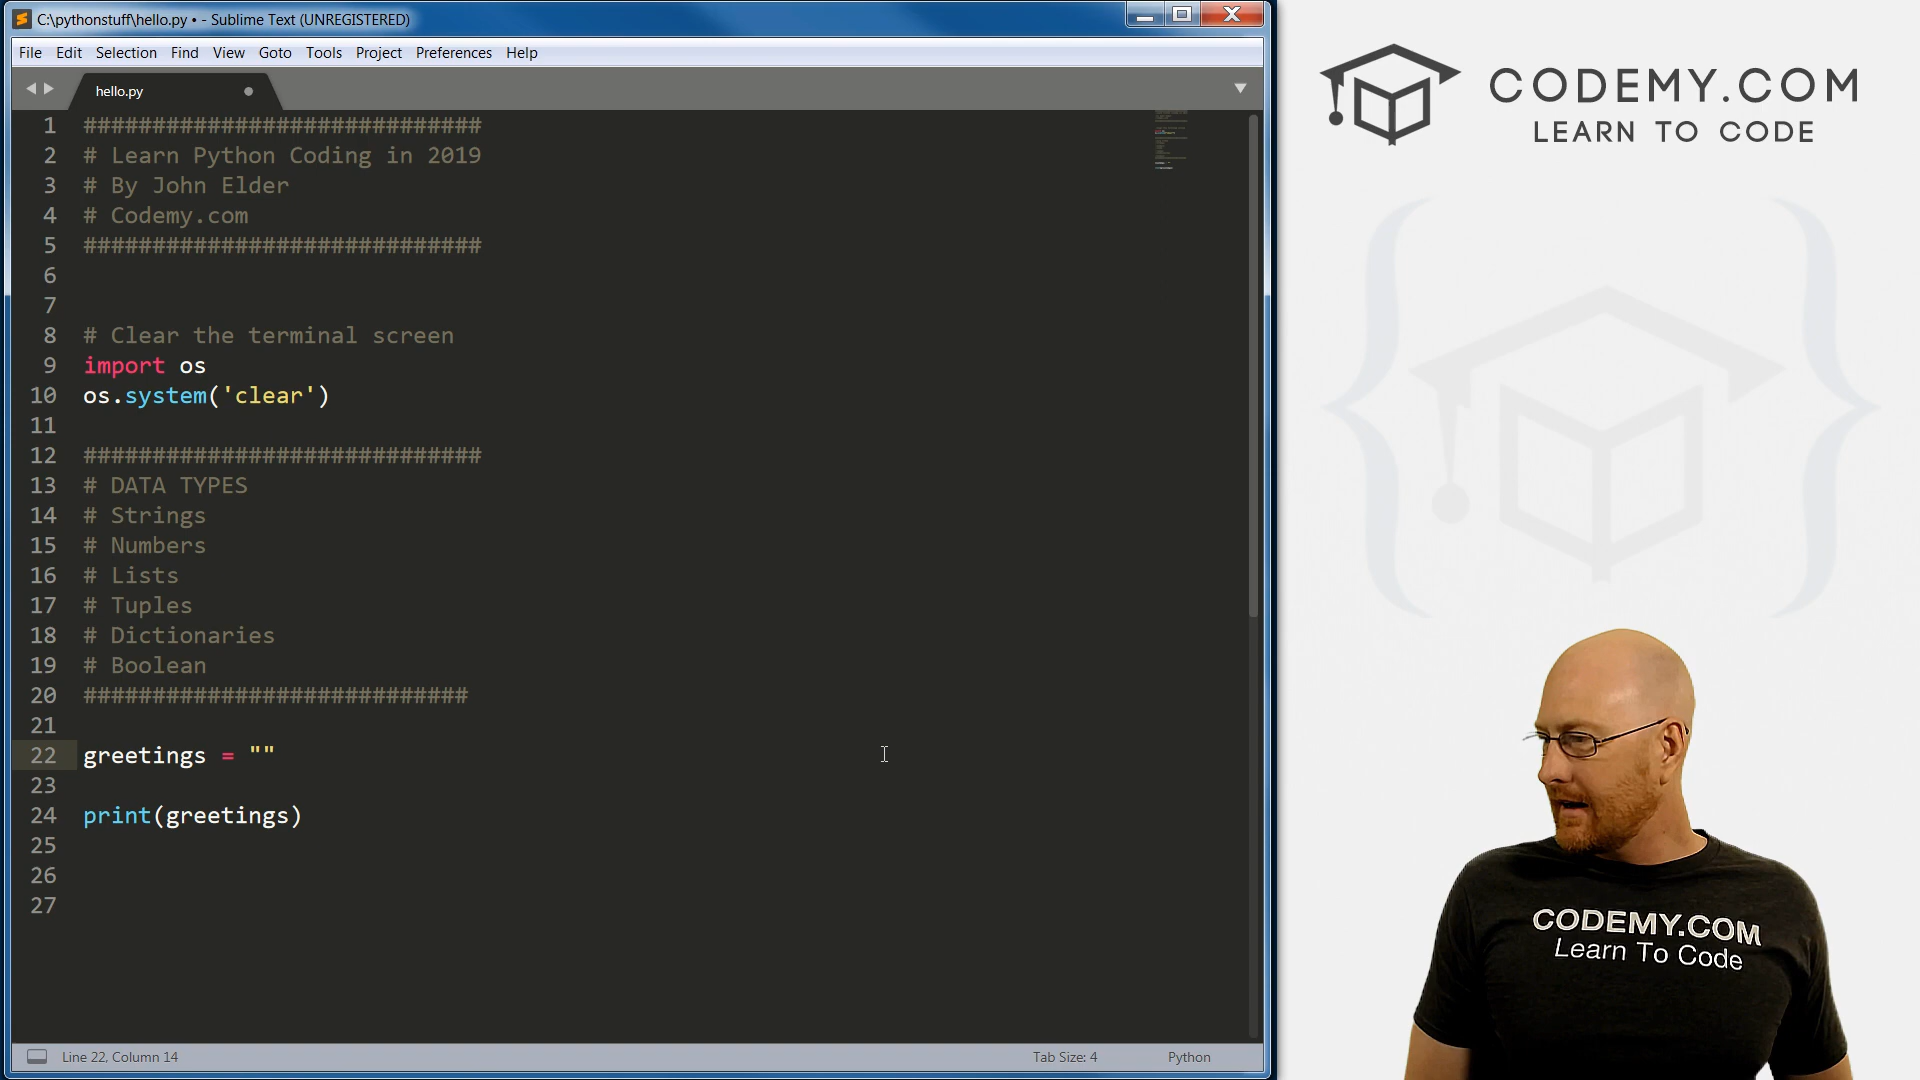 C:\pythonstuff\hello.py • - Sublime Text (UNREGISTERED)
File Edit Selection Find View Goto Tools Project Preferences Help
hello.py
1 #############################
2 # Learn Python Coding in 2019
3 # By John Elder
4 # Codemy.com
5 #############################
6
7
8 # Clear the terminal screen
9 import os
10 os.system('clear')
11
12 #############################
13 # DATA TYPES
14 # Strings
15 # Numbers
16 # Lists
17 # Tuples
18 # Dictionaries
19 # Boolean
20 ############################
21
22 greetings = ""
23
24 print(greetings)
25
26
27
Line 22, Column 14
Tab Size: 4
Python
CODEMY.COM
LEARN TO CODE
CODEMY.COM
Learn To Code